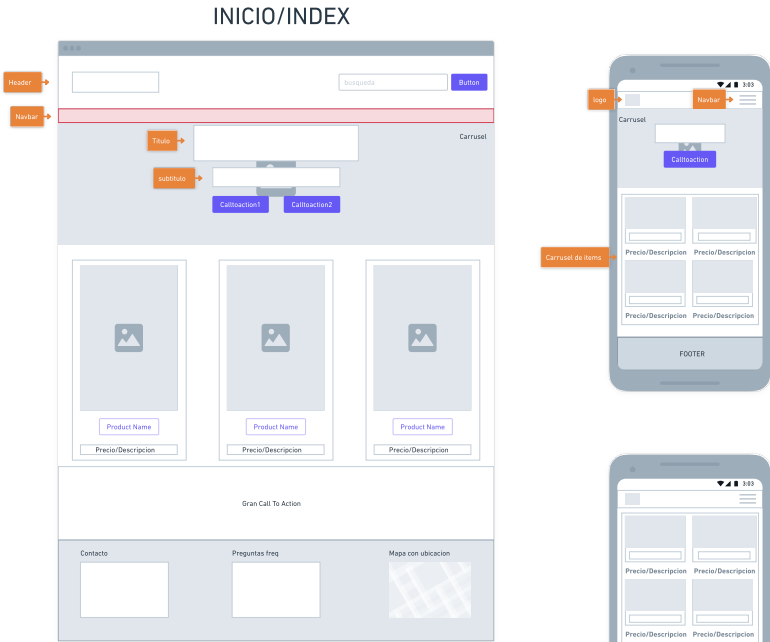 INICIO/INDEX
Header
busqueda
Button
Navbar
Titulo
Carrusel
subtitulo
Calltoaction1
Calltoaction2
Product Name
Product Name
Product Name
Precio/Descripcion
Precio/Descripcion
Precio/Descripcion
Gran Call To Action
Contacto
Preguntas freq
Mapa con ubicacion
3:03
logo
Navbar
Carrusel
Calltoaction
Carrusel de items
Precio/Descripcion
Precio/Descripcion
Precio/Descripcion
Precio/Descripcion
FOOTER
3:03
Precio/Descripcion
Precio/Descripcion
Precio/Descripcion
Precio/Descripcion